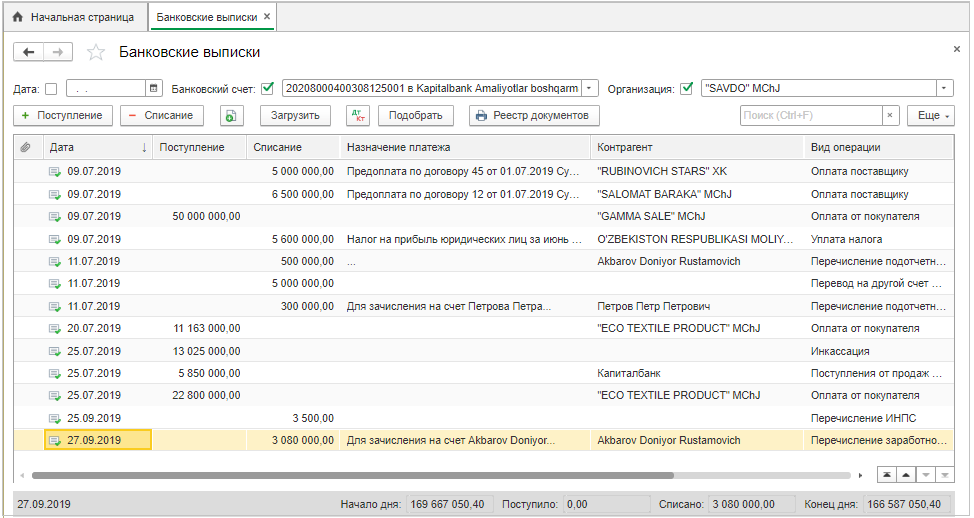 Начальная страница Банковские выписки ×
Банковские выписки ×
Дата: . . Банковский счет: 20208000400308125001 в Kapitalbank Amaliyotlar boshqarm Организация: "SAVDO" MChJ
+ Поступление − Списание Загрузить Дт Кт Подобрать Реестр документов Поиск (Ctrl+F) × Еще
Дата ↓ Поступление Списание Назначение платежа Контрагент Вид операции
09.07.2019 5 000 000,00 Предоплата по договору 45 от 01.07.2019 Су... "RUBINOVICH STARS" XK Оплата поставщику
09.07.2019 6 500 000,00 Предоплата по договору 12 от 01.07.2019 Су... "SALOMAT BARAKA" MChJ Оплата поставщику
09.07.2019 50 000 000,00 "GAMMA SALE" MChJ Оплата от покупателя
09.07.2019 5 600 000,00 Налог на прибыль юридических лиц за июнь ... O'ZBEKISTON RESPUBLIKASI MOLIY... Уплата налога
11.07.2019 500 000,00 ... Akbarov Doniyor Rustamovich Перечисление подотчетн...
11.07.2019 5 000 000,00 Перевод на другой счет ...
11.07.2019 300 000,00 Для зачисления на счет Петрова Петра... Петров Петр Петрович Перечисление подотчетн...
20.07.2019 11 163 000,00 "ECO TEXTILE PRODUCT" MChJ Оплата от покупателя
25.07.2019 13 025 000,00 Инкассация
25.07.2019 5 850 000,00 Капиталбанк Поступления от продаж ...
25.07.2019 22 800 000,00 "ECO TEXTILE PRODUCT" MChJ Оплата от покупателя
25.09.2019 3 500,00 Перечисление ИНПС
27.09.2019 3 080 000,00 Для зачисления на счет Akbarov Doniyor... Akbarov Doniyor Rustamovich Перечисление заработно...
27.09.2019 Начало дня: 169 667 050,40 Поступило: 0,00 Списано: 3 080 000,00 Конец дня: 166 587 050,40